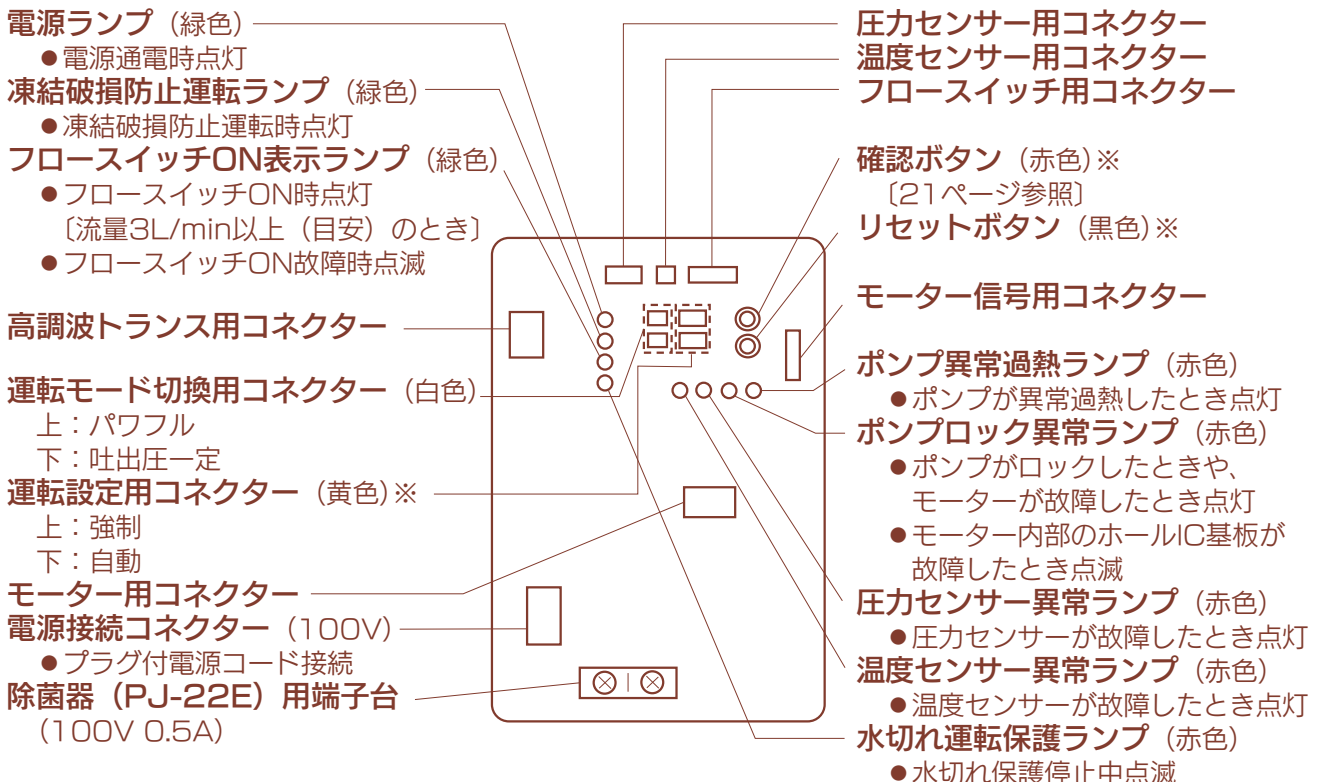 電源ランプ（緑色）
●電源通電時点灯
凍結破損防止運転ランプ（緑色）
●凍結破損防止運転時点灯
フロースイッチON表示ランプ（緑色）
●フロースイッチON時点灯
〔流量3L/min以上（目安）のとき〕
●フロースイッチON故障時点滅
高調波トランス用コネクター
運転モード切換用コネクター（白色）
上：パワフル
下：吐出圧一定
運転設定用コネクター（黄色）※
上：強制
下：自動
モーター用コネクター
電源接続コネクター（100V）
●プラグ付電源コード接続
除菌器（PJ-22E）用端子台
（100V 0.5A）
圧力センサー用コネクター
温度センサー用コネクター
フロースイッチ用コネクター
確認ボタン（赤色）※
〔21ページ参照〕
リセットボタン（黒色）※
モーター信号用コネクター
ポンプ異常過熱ランプ（赤色）
●ポンプが異常過熱したとき点灯
ポンプロック異常ランプ（赤色）
●ポンプがロックしたときや、
モーターが故障したとき点灯
●モーター内部のホールIC基板が
故障したとき点滅
圧力センサー異常ランプ（赤色）
●圧力センサーが故障したとき点灯
温度センサー異常ランプ（赤色）
●温度センサーが故障したとき点灯
水切れ運転保護ランプ（赤色）
●水切れ保護停止中点滅